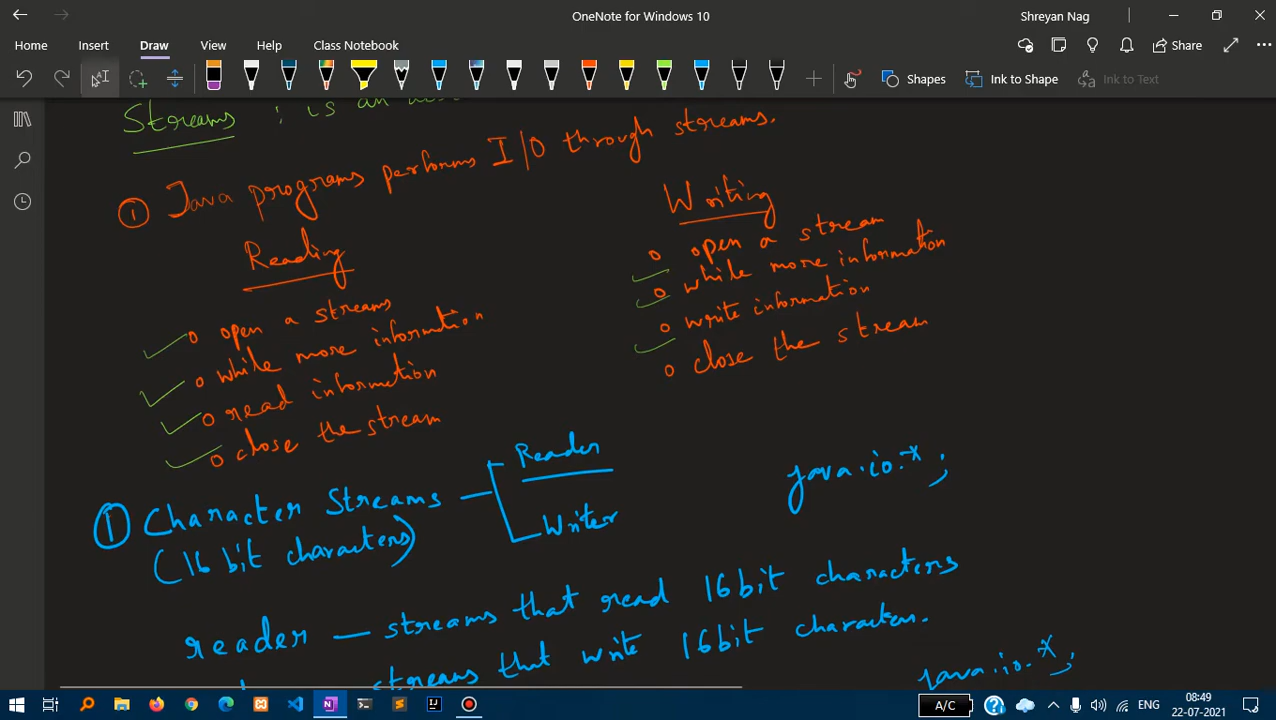 OneNote for Windows 10
Shreyan Nag
Home Insert Draw View Help Class Notebook
Share
Shapes Ink to Shape Ink to Text
Streams : is an
① Java programs performs I/O through streams.
Reading
o open a streams
o while more information
o read information
o close the stream
Writing
o open a stream
o while more information
o write information
o close the stream
① Character Streams
(16 bit characters)
Reader
Writer
java.io.*;
reader — streams that read 16bit characters
streams that write 16bit characters.
java.io.*;
A/C
ENG
08:49
22-07-2021